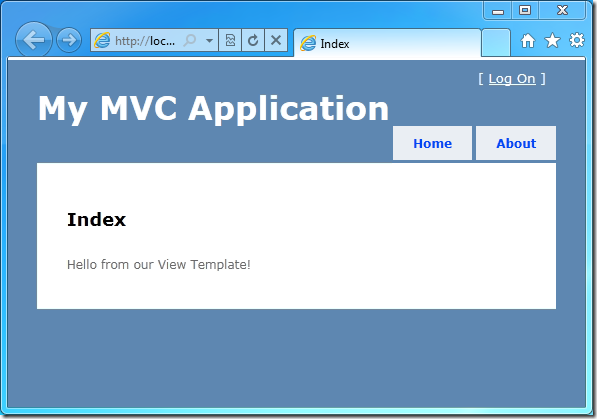 http://loc...
Index
[ Log On ]
My MVC Application
Home
About
Index
Hello from our View Template!